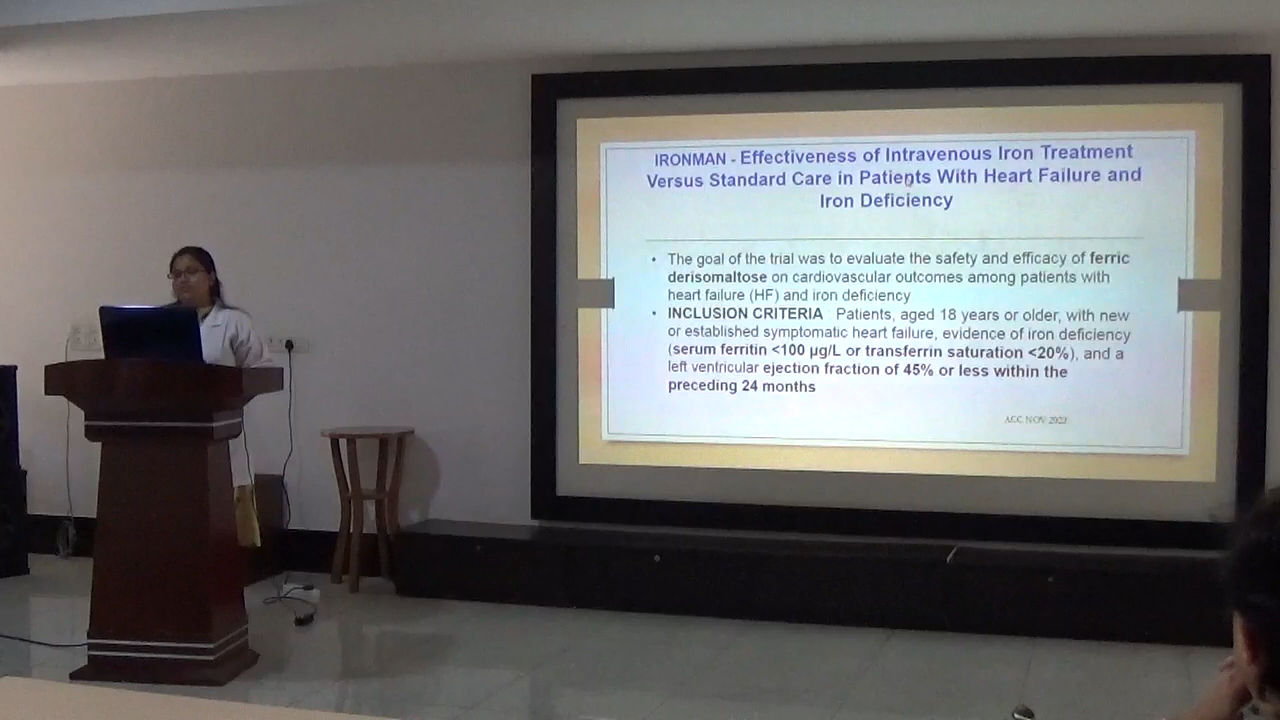 IRONMAN - Effectiveness of Intravenous Iron Treatment
Versus Standard Care in Patients With Heart Failure and
Iron Deficiency
• The goal of the trial was to evaluate the safety and efficacy of ferric
derisomaltose on cardiovascular outcomes among patients with
heart failure (HF) and iron deficiency
• INCLUSION CRITERIA Patients, aged 18 years or older, with new
or established symptomatic heart failure, evidence of iron deficiency
(serum ferritin <100 µg/L or transferrin saturation <20%), and a
left ventricular ejection fraction of 45% or less within the
preceding 24 months
ACC NOV 2022